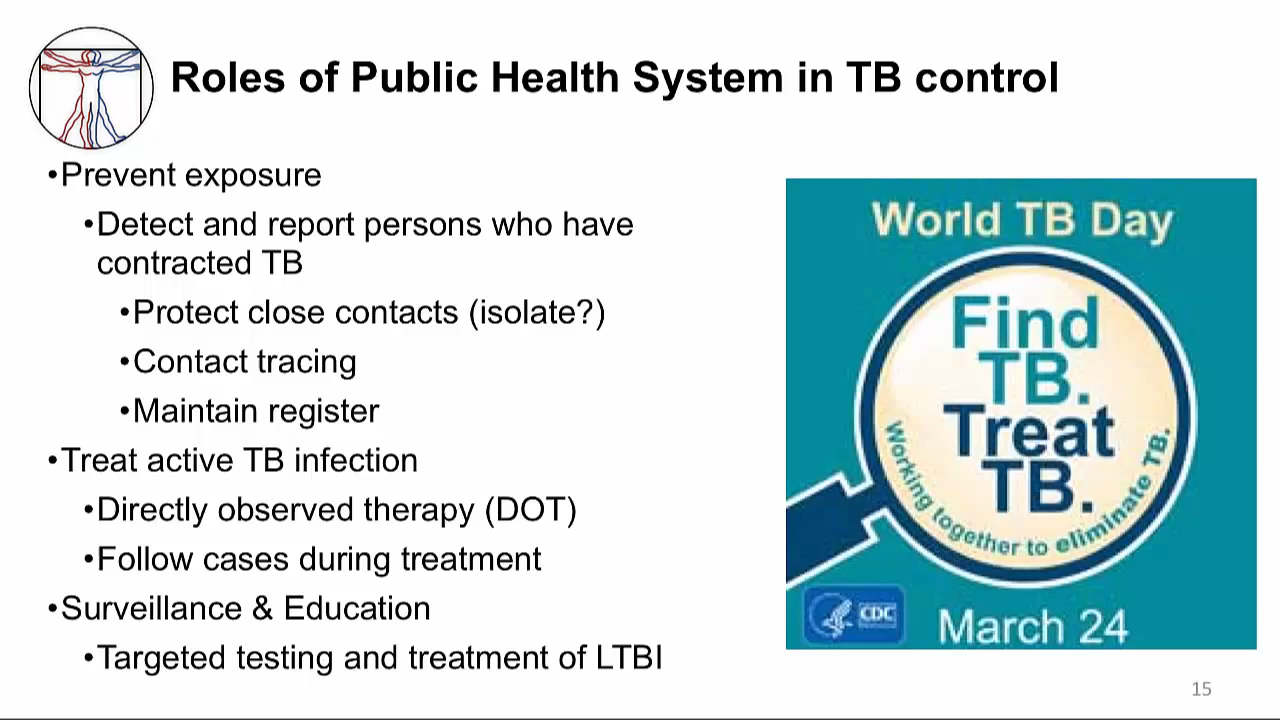 Roles of Public Health System in TB control
•Prevent exposure
•Detect and report persons who have
contracted TB
•Protect close contacts (isolate?)
•Contact tracing
•Maintain register
•Treat active TB infection
•Directly observed therapy (DOT)
•Follow cases during treatment
•Surveillance & Education
•Targeted testing and treatment of LTBI
World TB Day
Find
TB.
Treat
TB.
Working together to eliminate TB.
CDC
March 24
15